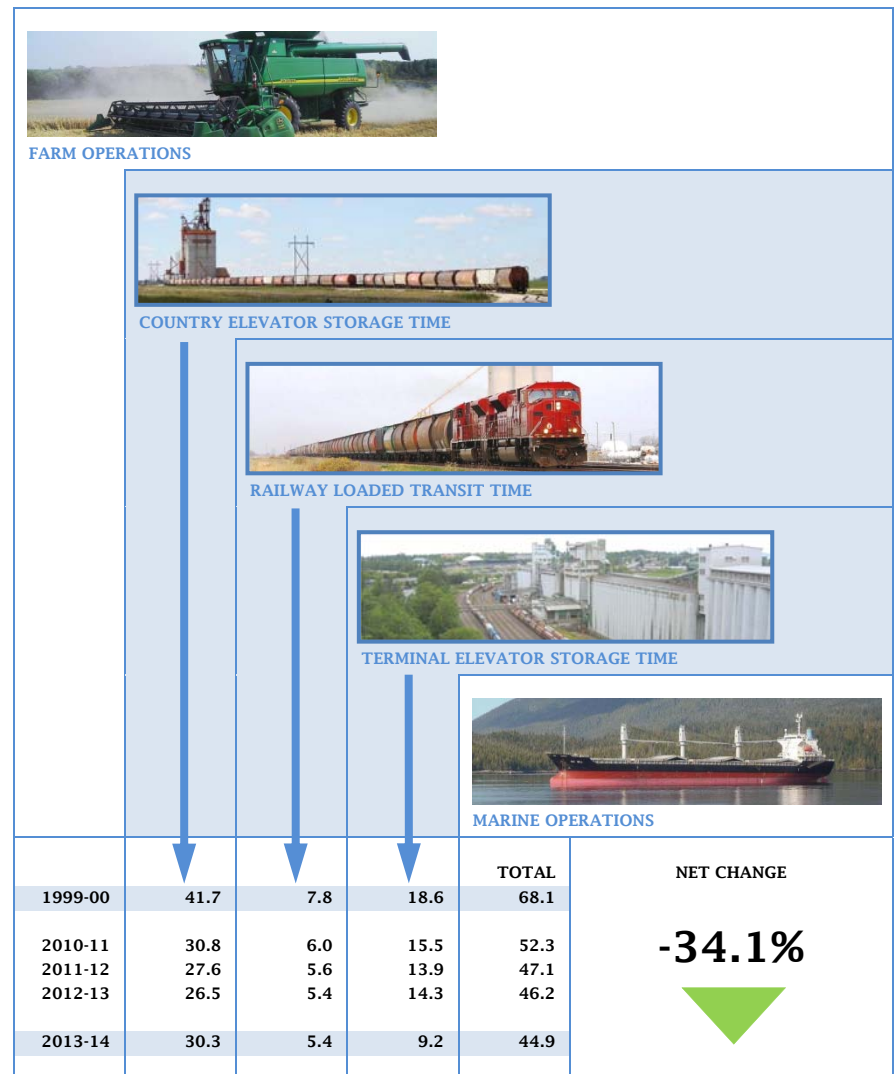 FARM OPERATIONS
COUNTRY ELEVATOR STORAGE TIME
RAILWAY LOADED TRANSIT TIME
TERMINAL ELEVATOR STORAGE TIME
MARINE OPERATIONS
TOTAL NET CHANGE
1999-00 41.7 7.8 18.6 68.1
2010-11 30.8 6.0 15.5 52.3
-34.1%
2011-12 27.6 5.6 13.9 47.1
2012-13 26.5 5.4 14.3 46.2
2013-14 30.3 5.4 9.2 44.9